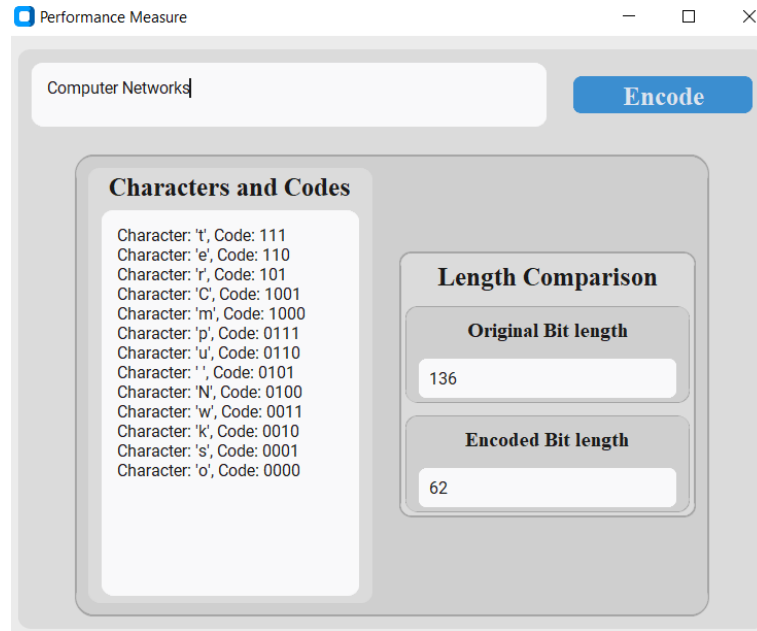 Performance Measure
Computer Networks
Encode
Characters and Codes
Character: 't', Code: 111
Character: 'e', Code: 110
Character: 'r', Code: 101
Character: 'C', Code: 1001
Character: 'm', Code: 1000
Character: 'p', Code: 0111
Character: 'u', Code: 0110
Character: ' ', Code: 0101
Character: 'N', Code: 0100
Character: 'w', Code: 0011
Character: 'k', Code: 0010
Character: 's', Code: 0001
Character: 'o', Code: 0000
Length Comparison
Original Bit length
136
Encoded Bit length
62